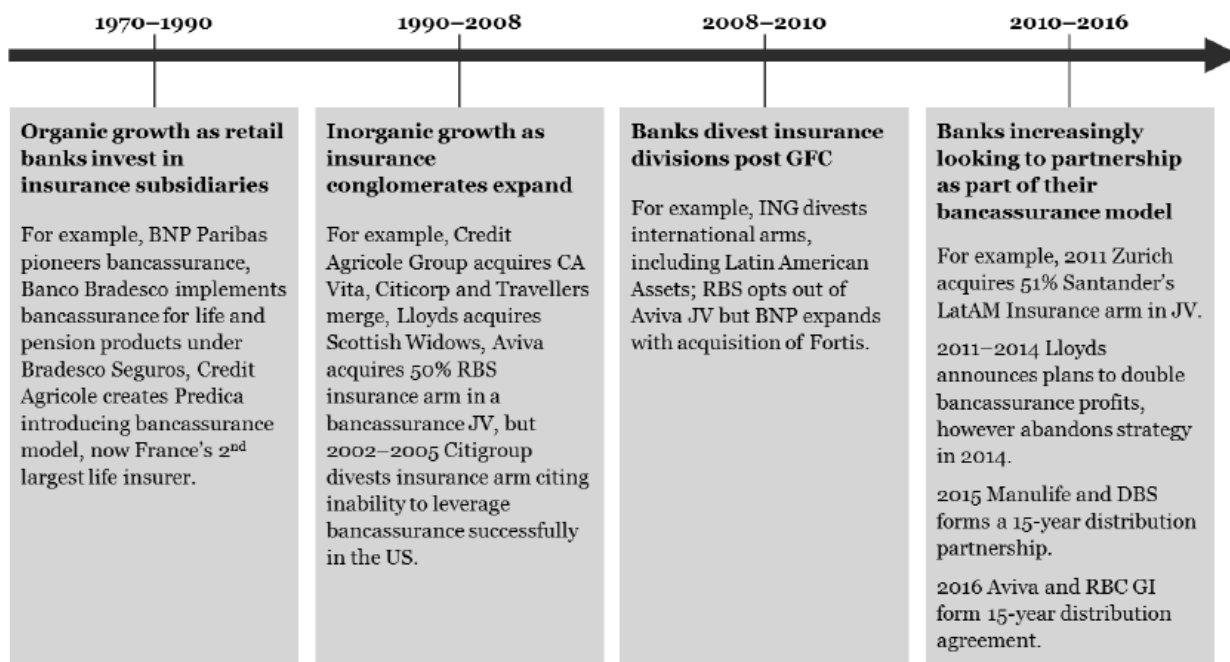 1970–1990
1990–2008
2008–2010
2010–2016
Organic growth as retail
banks invest in
insurance subsidiaries
For example, BNP Paribas
pioneers bancassurance,
Banco Bradesco implements
bancassurance for life and
pension products under
Bradesco Seguros, Credit
Agricole creates Predica
introducing bancassurance
model, now France's 2nd
largest life insurer.
Inorganic growth as
insurance
conglomerates expand
For example, Credit
Agricole Group acquires CA
Vita, Citicorp and Travellers
merge, Lloyds acquires
Scottish Widows, Aviva
acquires 50% RBS
insurance arm in a
bancassurance JV, but
2002–2005 Citigroup
divests insurance arm citing
inability to leverage
bancassurance successfully
in the US.
Banks divest insurance
divisions post GFC
For example, ING divests
international arms,
including Latin American
Assets; RBS opts out of
Aviva JV but BNP expands
with acquisition of Fortis.
Banks increasingly
looking to partnership
as part of their
bancassurance model
For example, 2011 Zurich
acquires 51% Santander's
LatAM Insurance arm in JV.
2011–2014 Lloyds
announces plans to double
bancassurance profits,
however abandons strategy
in 2014.
2015 Manulife and DBS
forms a 15-year distribution
partnership.
2016 Aviva and RBC GI
form 15-year distribution
agreement.